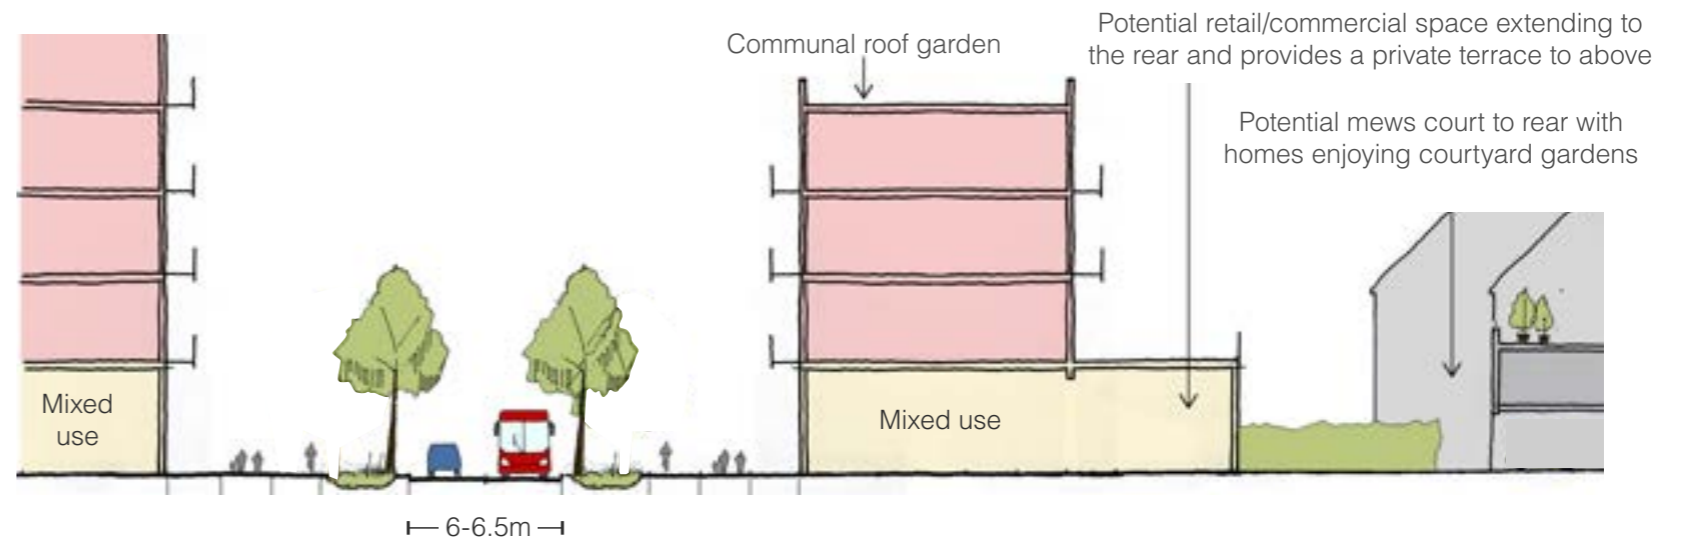 Potential retail/commercial space extending to
the rear and provides a private terrace to above
Communal roof garden
Potential mews court to rear with
homes enjoying courtyard gardens
Mixed
use
Mixed use
6-6.5m